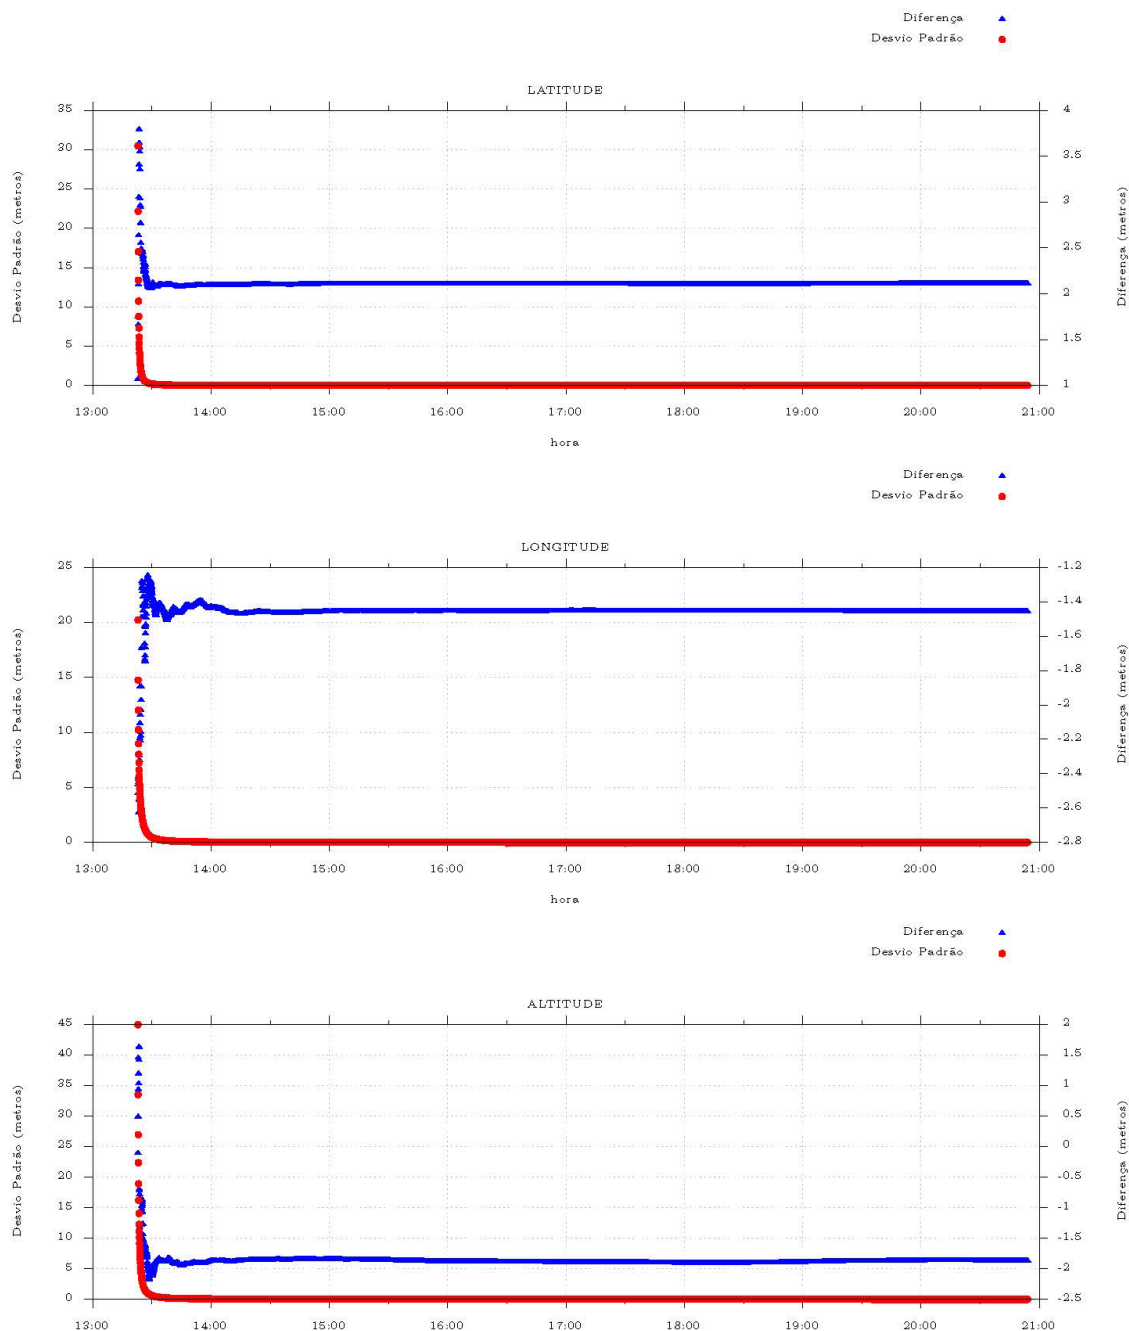 Diferença
Desvio Padrão
LATITUDE
35 4
30 3.5
25 3
20 2.5
15
10 2
5 1.5
0 1
13:00 14:00 15:00 16:00 17:00 18:00 19:00 20:00 21:00
Desvio Padrão (metros)
Diferença (metros)
hora
Diferença
Desvio Padrão
LONGITUDE
25 -1.2
-1.4
20 -1.6
15 -1.8
-2
10 -2.2
5 -2.4
-2.6
0 -2.8
13:00 14:00 15:00 16:00 17:00 18:00 19:00 20:00 21:00
Desvio Padrão (metros)
Diferença (metros)
hora
Diferença
Desvio Padrão
ALTITUDE
45 2
40 1.5
35 1
30 0.5
25 0
20 -0.5
15 -1
10 -1.5
5 -2
0 -2.5
13:00 14:00 15:00 16:00 17:00 18:00 19:00 20:00 21:00
Desvio Padrão (metros)
Diferença (metros)